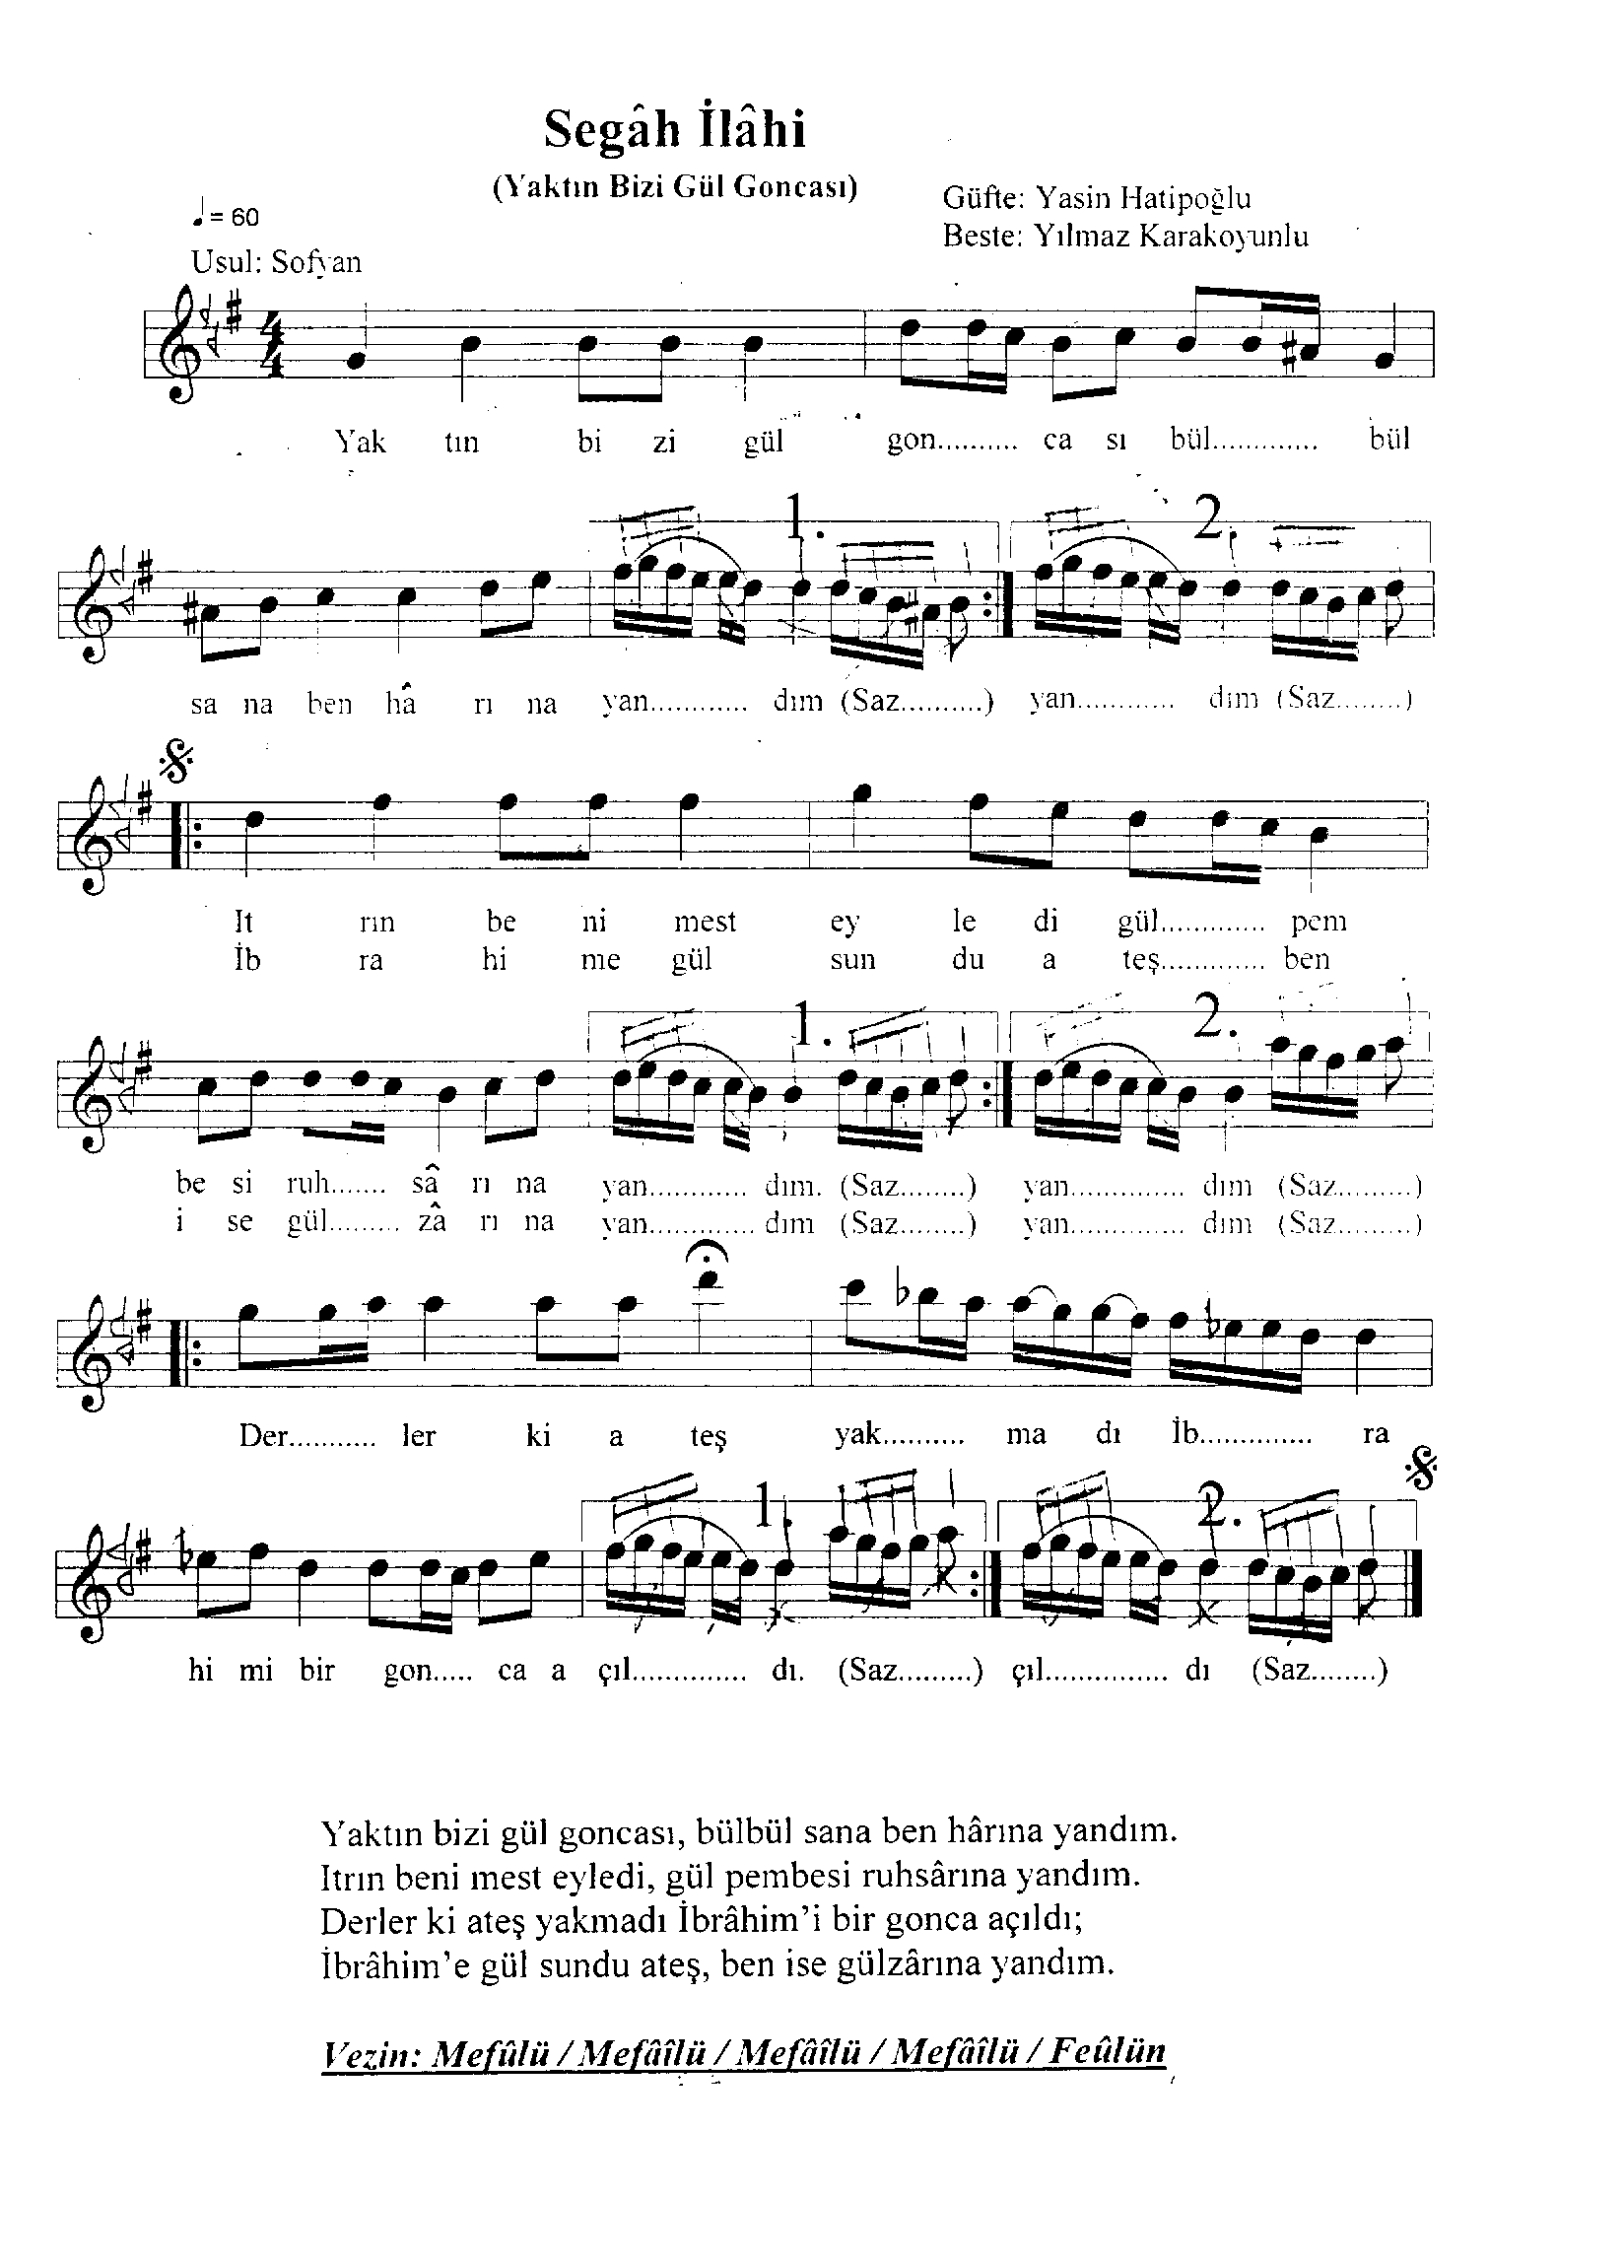 Segâh İlâhi
(Yaktın Bizi Gül Goncası)
Güfte: Yasin Hatipoğlu
♩ = 60
Beste: Yılmaz Karakoyunlu
Usul: Sofyan
4/4
Yak tın bi zi gül gon.......... ca sı bül............. bül
1. 2.
sa na ben hâ rı na yan............ dım (Saz..........) yan............ dım (Saz........)
It rın be ni mest ey le di gül............. pem
İb ra hi me gül sun du a teş............. ben
1. 2.
be si ruh....... sâ rı na yan............. dım. (Saz........) yan.............. dım (Saz.........)
i se gül......... zâ rı na yan............. dım (Saz........) yan.............. dım (Saz.........)
Der........... ler ki a teş yak.......... ma dı İb.............. ra
1. 2.
hi mi bir gon..... ca a çıl.............. dı. (Saz.........) çıl............... dı (Saz........)
Yaktın bizi gül goncası, bülbül sana ben hârına yandım.
Itrın beni mest eyledi, gül pembesi ruhsârına yandım.
Derler ki ateş yakmadı İbrâhim’i bir gonca açıldı;
İbrâhim’e gül sundu ateş, ben ise gülzârına yandım.
Vezin: Mefûlü / Mefâîlü / Mefâîlü / Mefâîlü / Feûlün